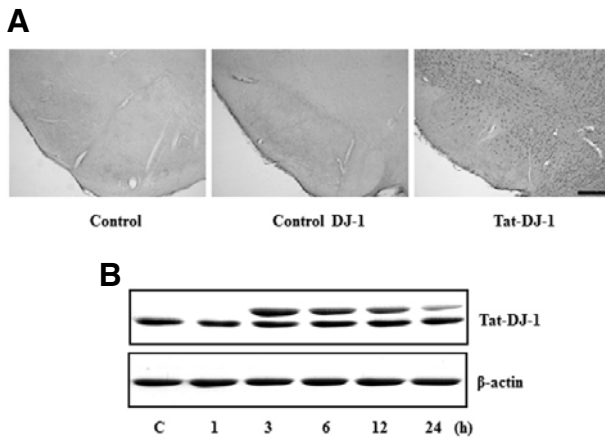 A
Control Control DJ-1 Tat-DJ-1
B
Tat-DJ-1
β-actin
C 1 3 6 12 24 (h)